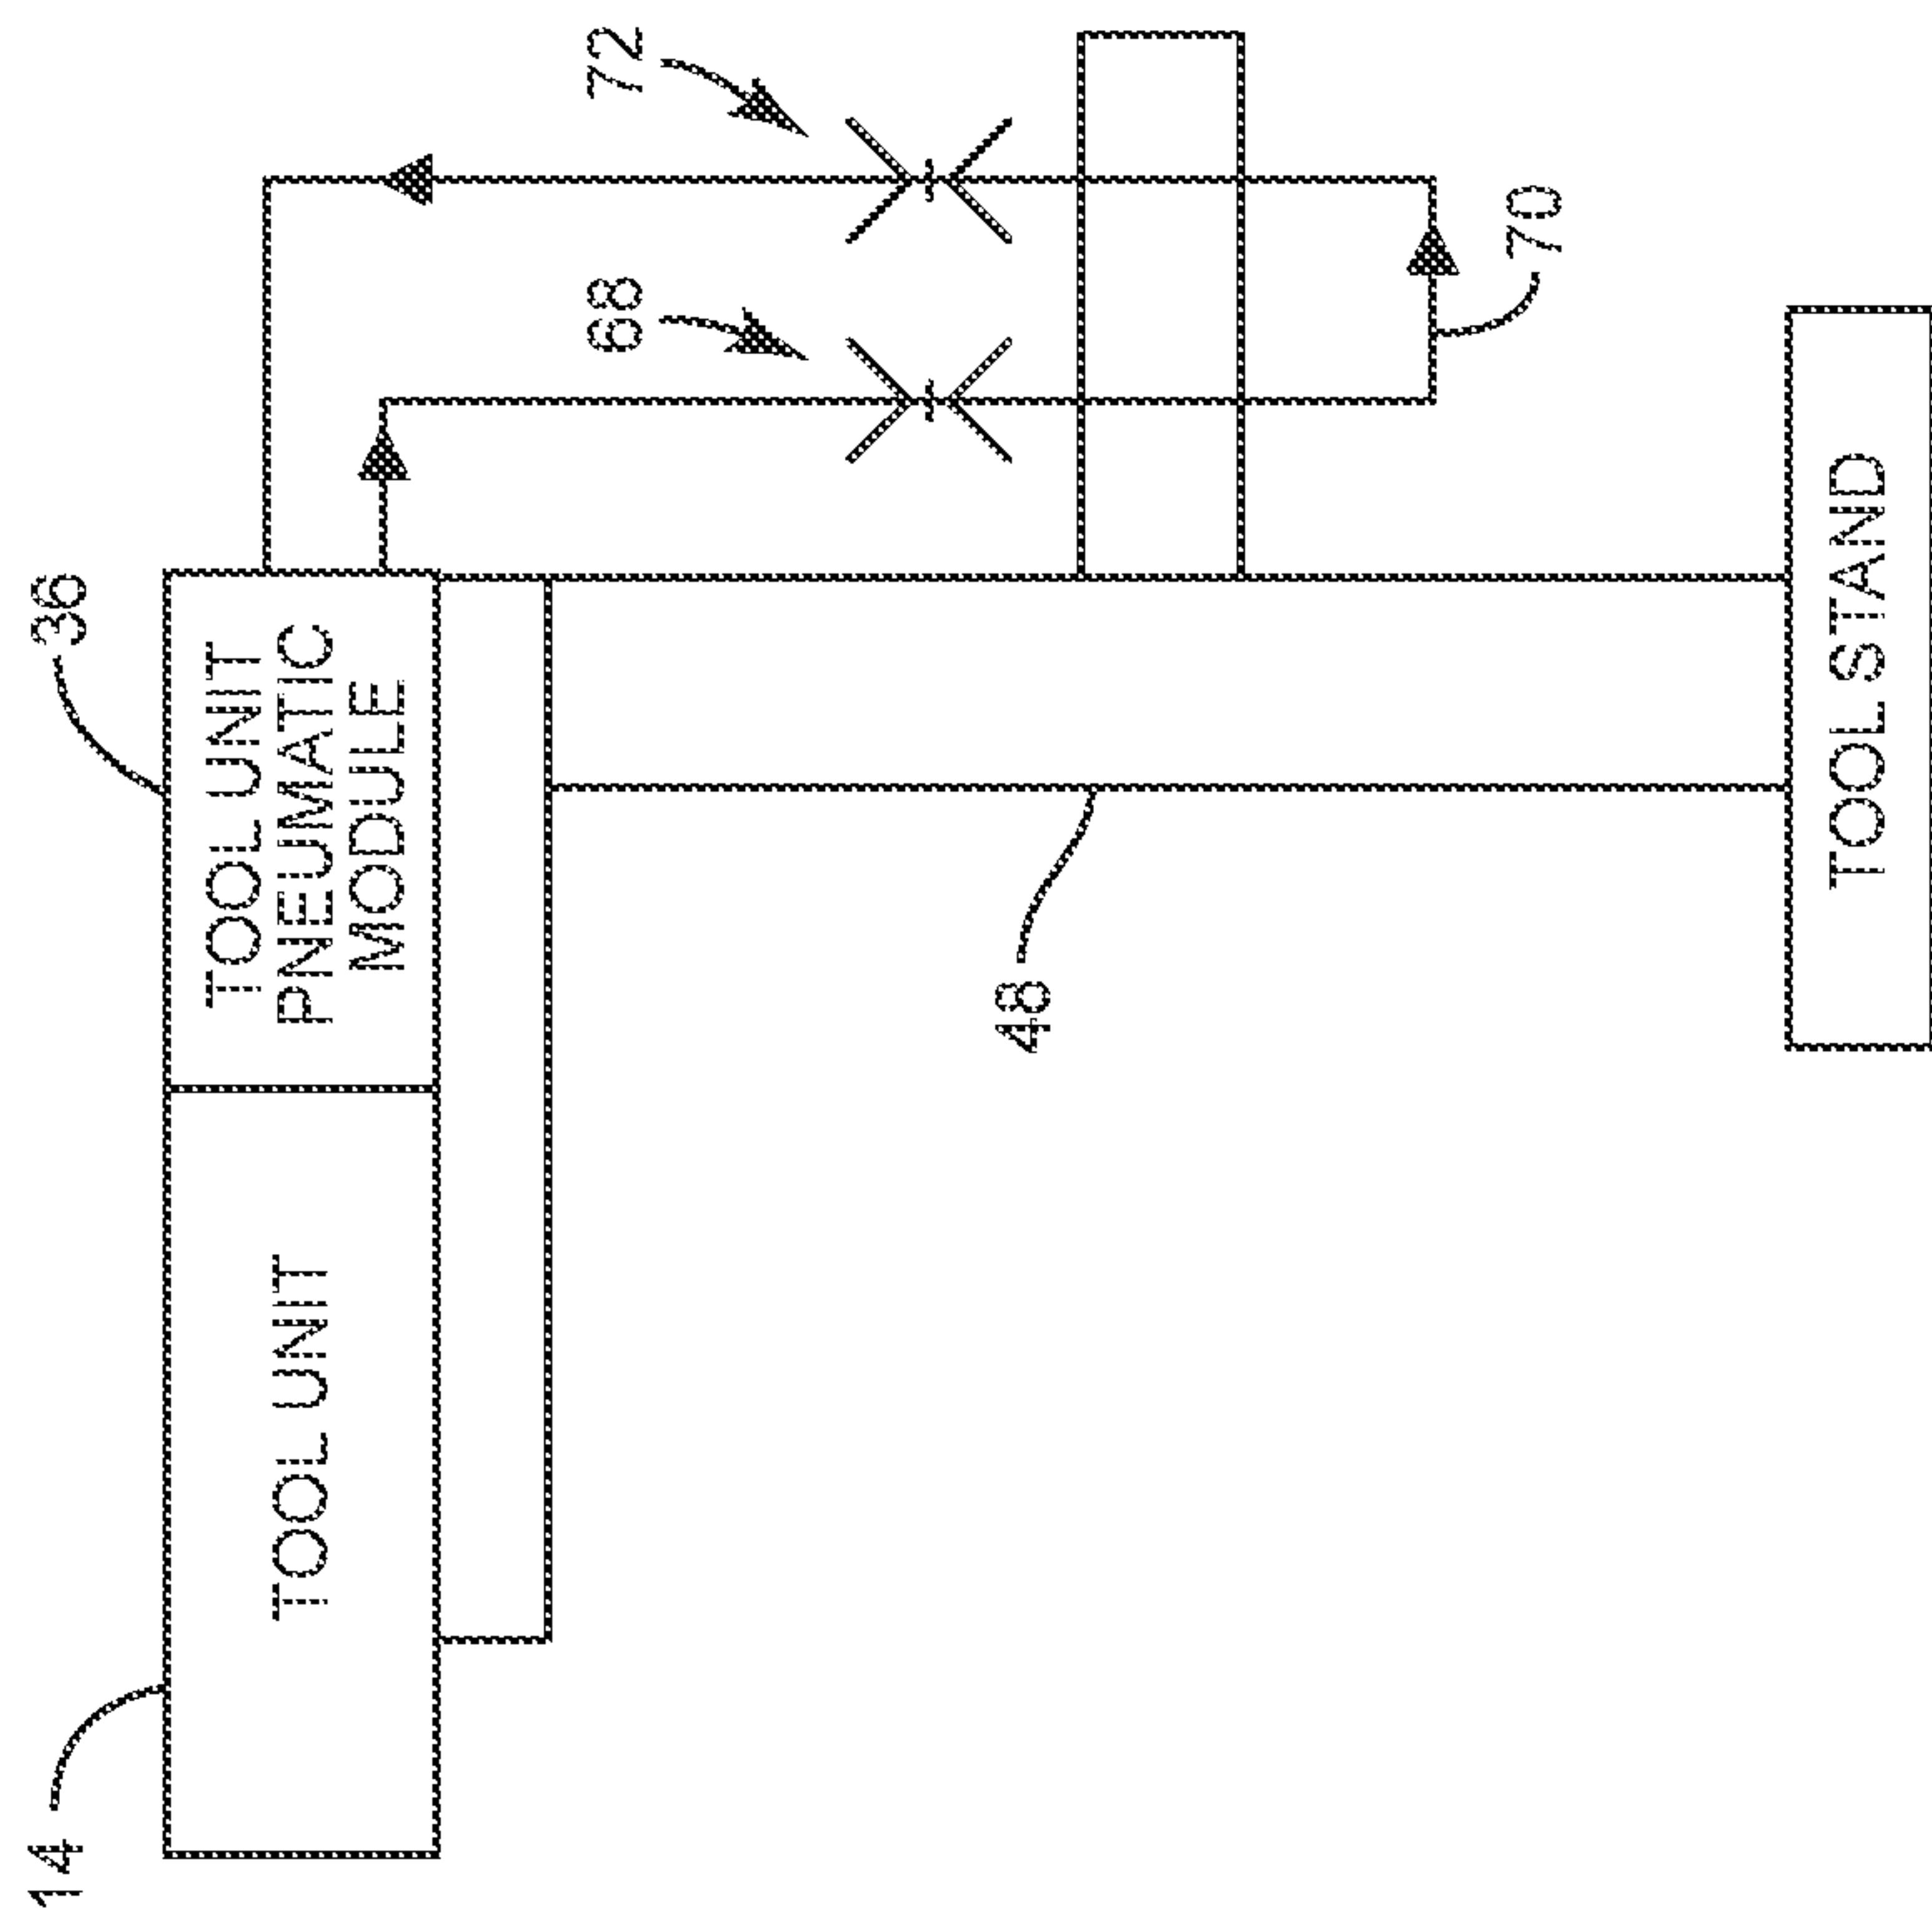 14
36
TOOL UNIT
TOOL UNIT
PNEUMATIC
MODULE
68
72
48
70
TOOL STAND